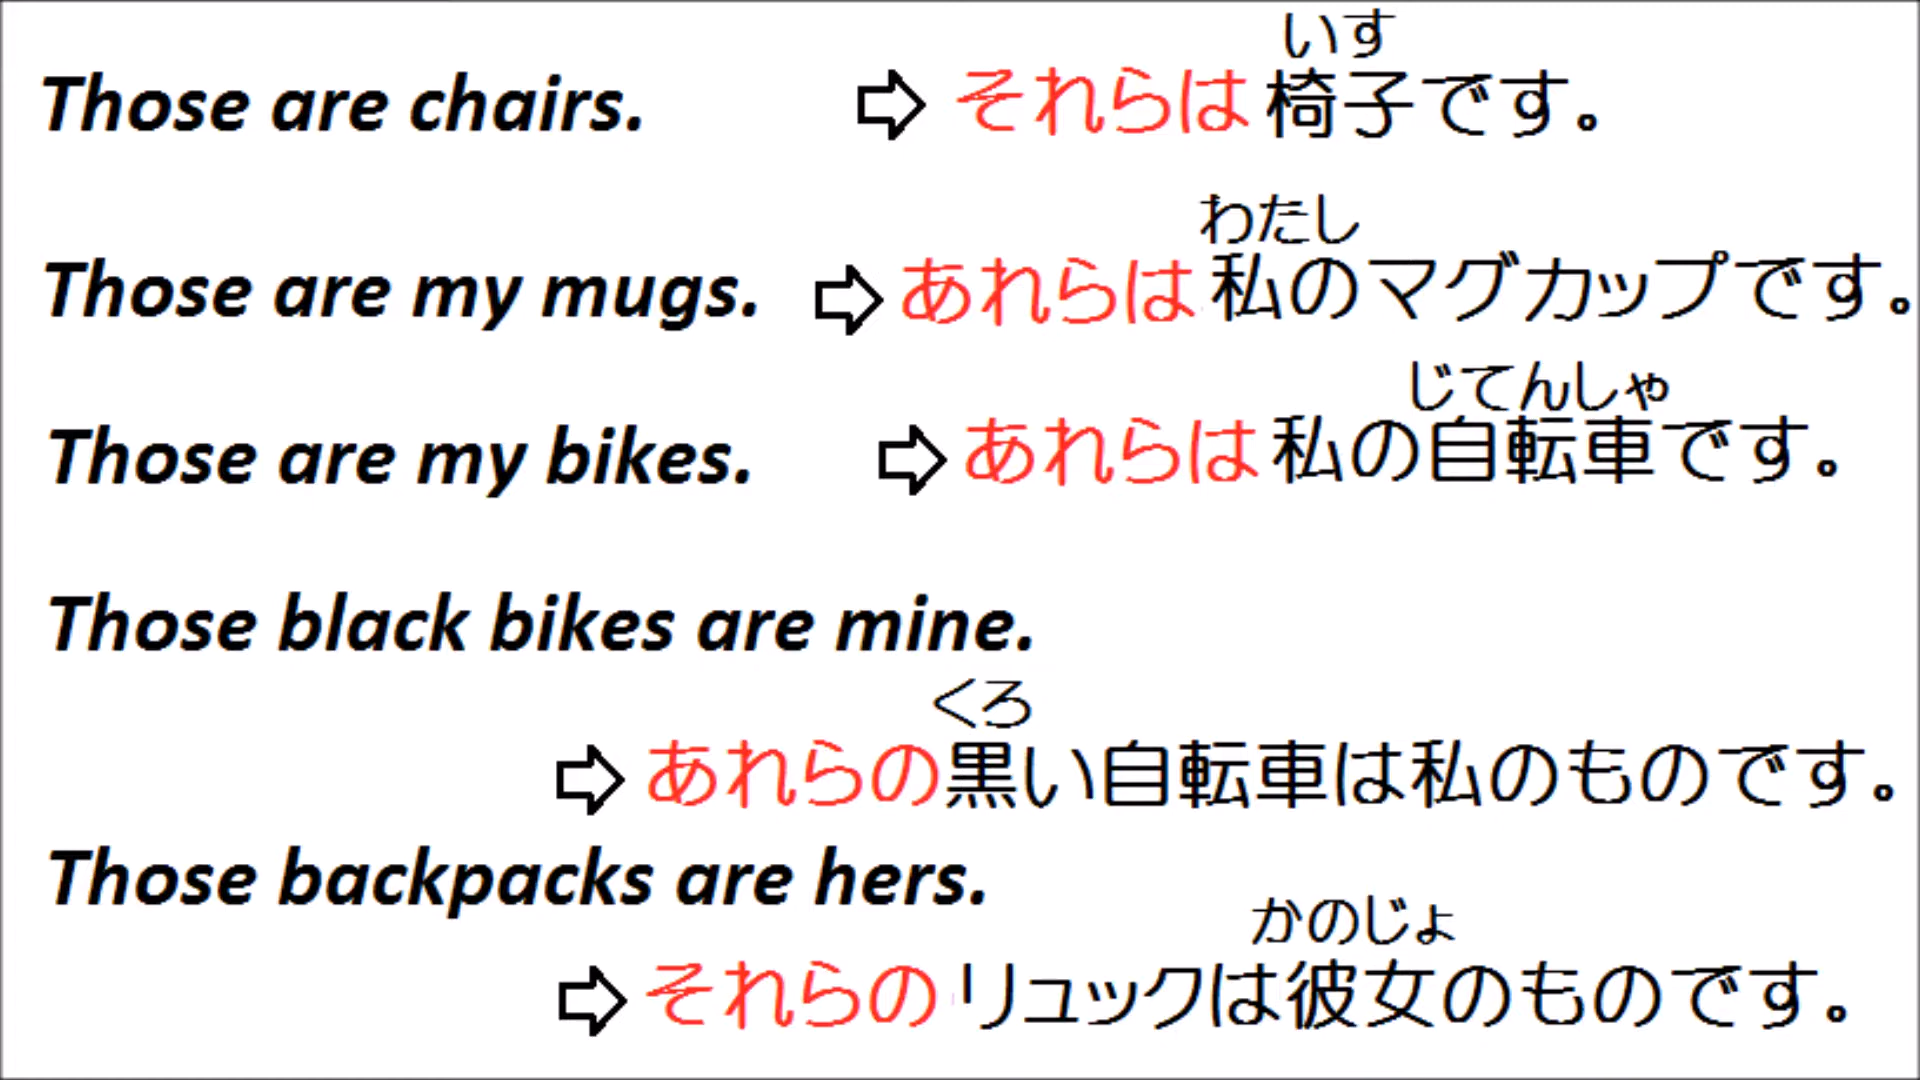 いす
Those are chairs. ⇨ それらは椅子です。
わたし
Those are my mugs. ⇨ あれらは私のマグカップです。
じてんしゃ
Those are my bikes. ⇨ あれらは私の自転車です。
Those black bikes are mine.
くろ
⇨ あれらの黒い自転車は私のものです。
Those backpacks are hers.
かのじょ
⇨ それらのリュックは彼女のものです。